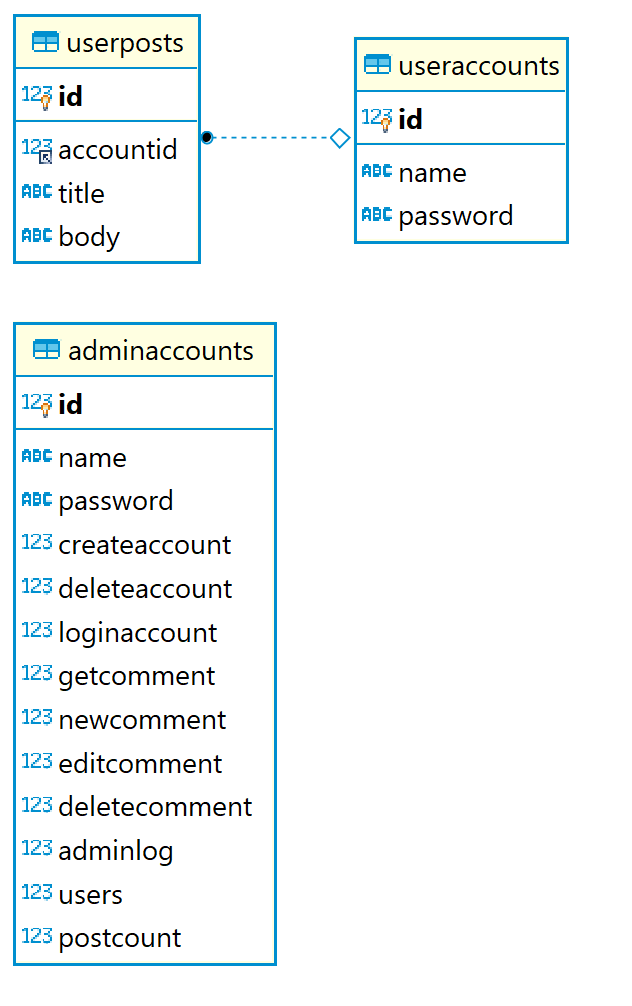 userposts
123 id
123 accountid
ABC title
ABC body
useraccounts
123 id
ABC name
ABC password
adminaccounts
123 id
ABC name
ABC password
123 createaccount
123 deleteaccount
123 loginaccount
123 getcomment
123 newcomment
123 editcomment
123 deletecomment
123 adminlog
123 users
123 postcount